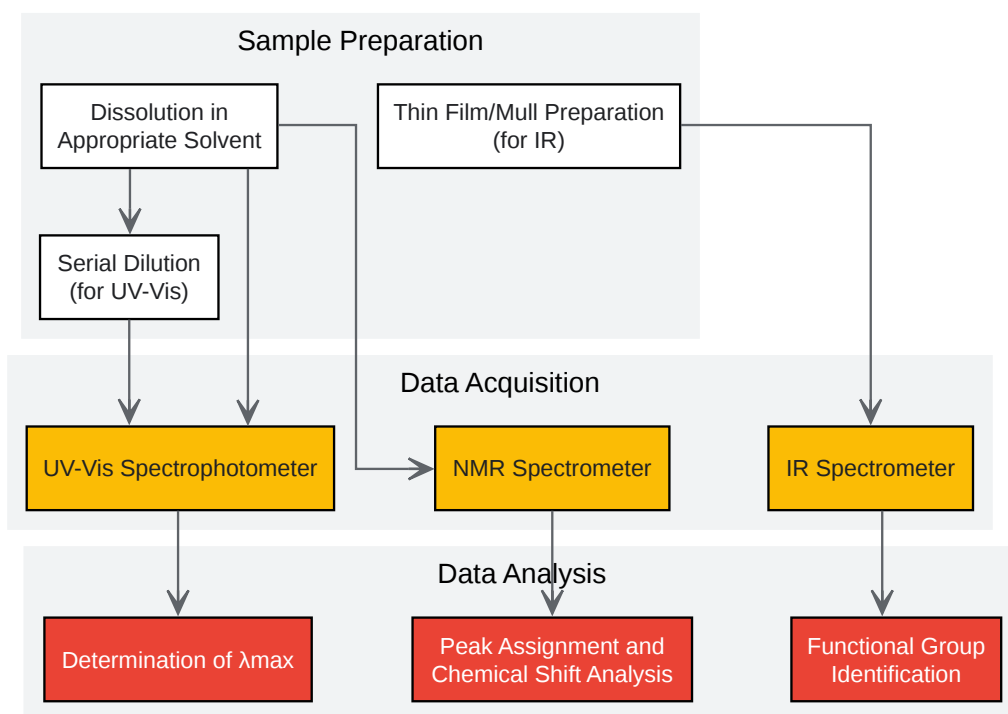 Sample Preparation
Dissolution in
Appropriate Solvent
Thin Film/Mull Preparation
(for IR)
Serial Dilution
(for UV-Vis)
Data Acquisition
UV-Vis Spectrophotometer
NMR Spectrometer
IR Spectrometer
Data Analysis
Determination of λmax
Peak Assignment and
Chemical Shift Analysis
Functional Group
Identification